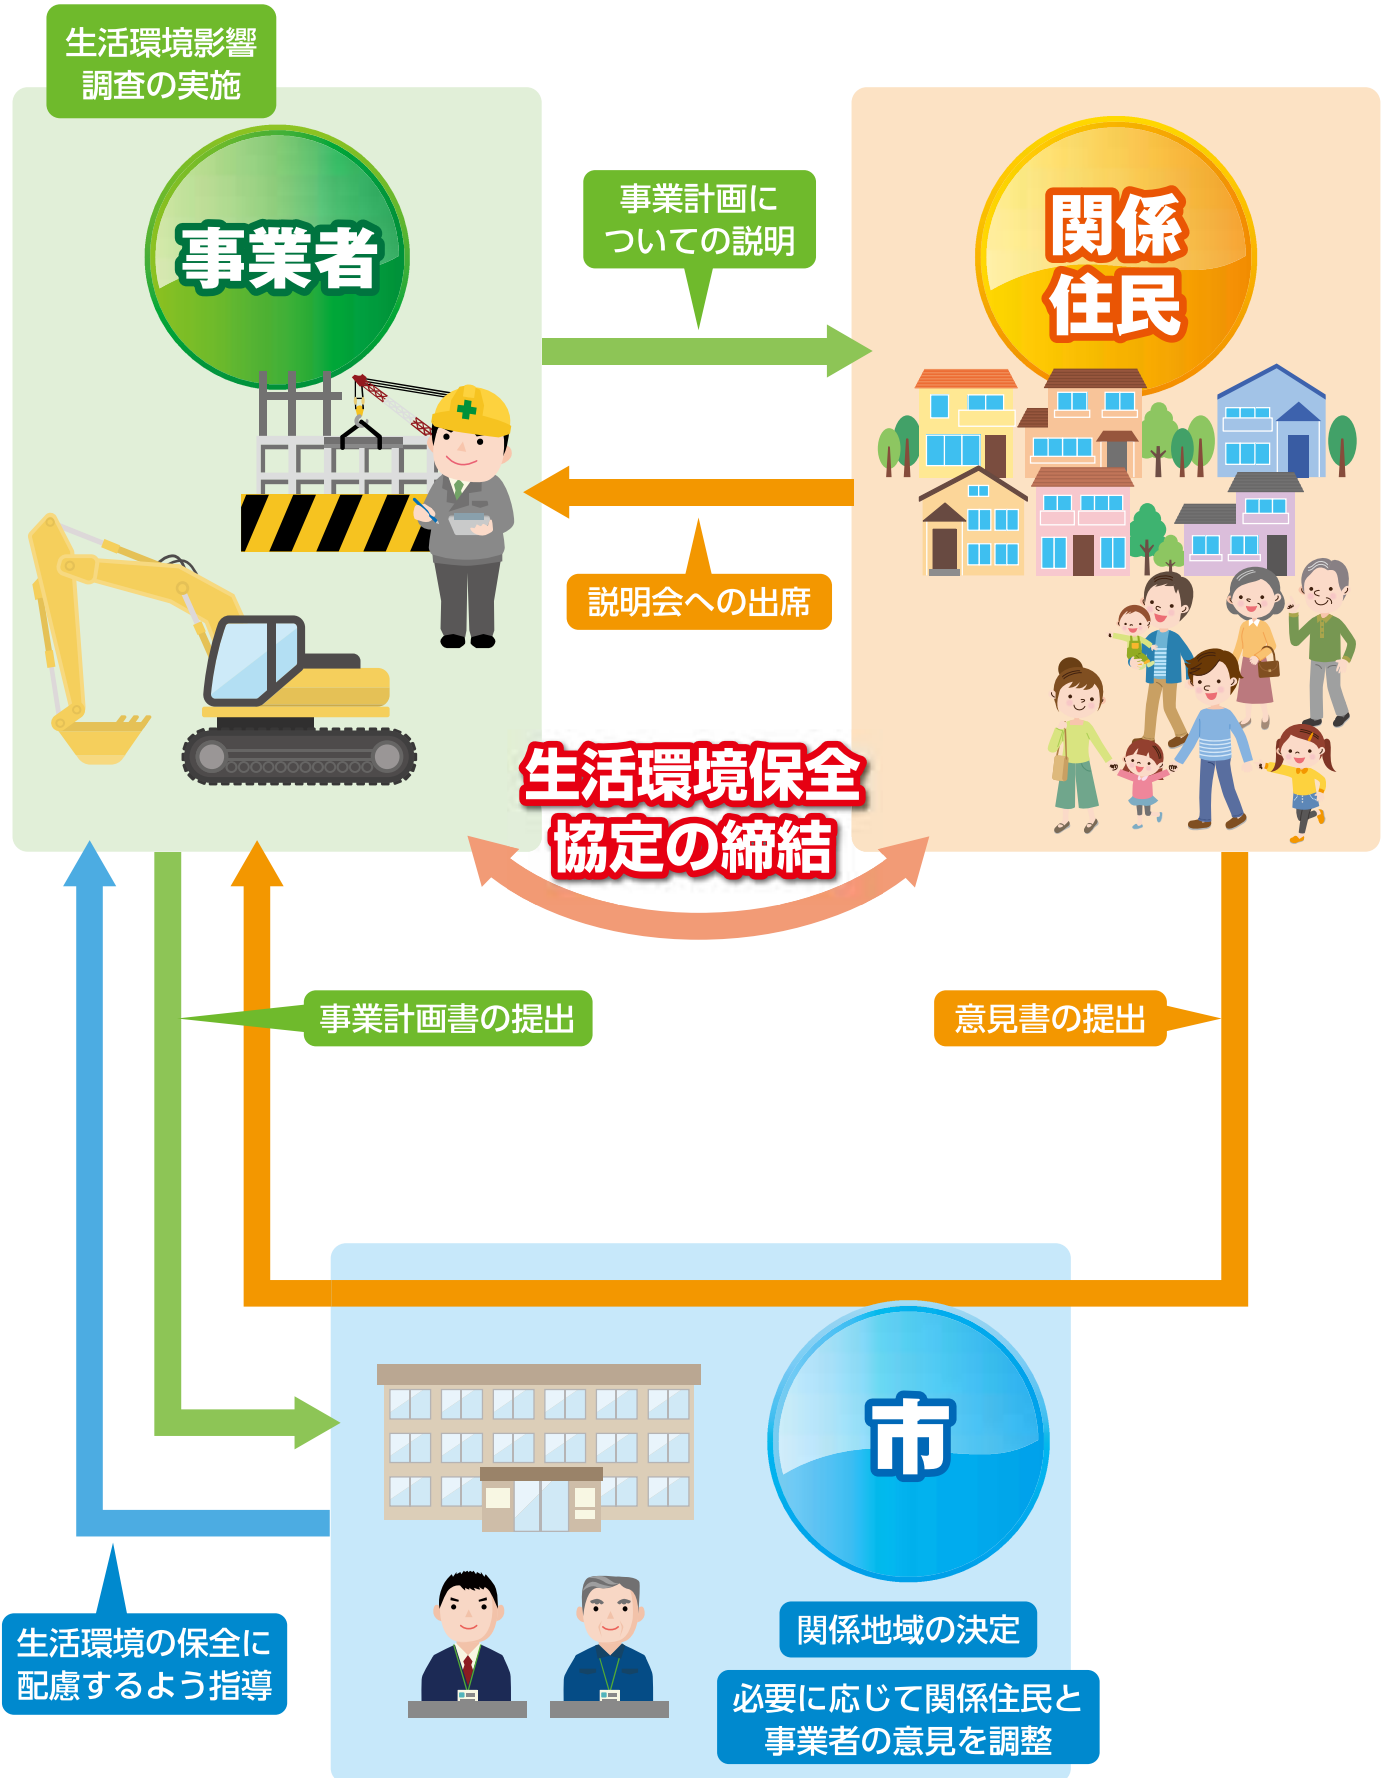 生活環境影響
調査の実施
事業者
事業計画に
ついての説明
関係
住民
説明会への出席
生活環境保全
協定の締結
事業計画書の提出
意見書の提出
市
生活環境の保全に
配慮するよう指導
関係地域の決定
必要に応じて関係住民と
事業者の意見を調整